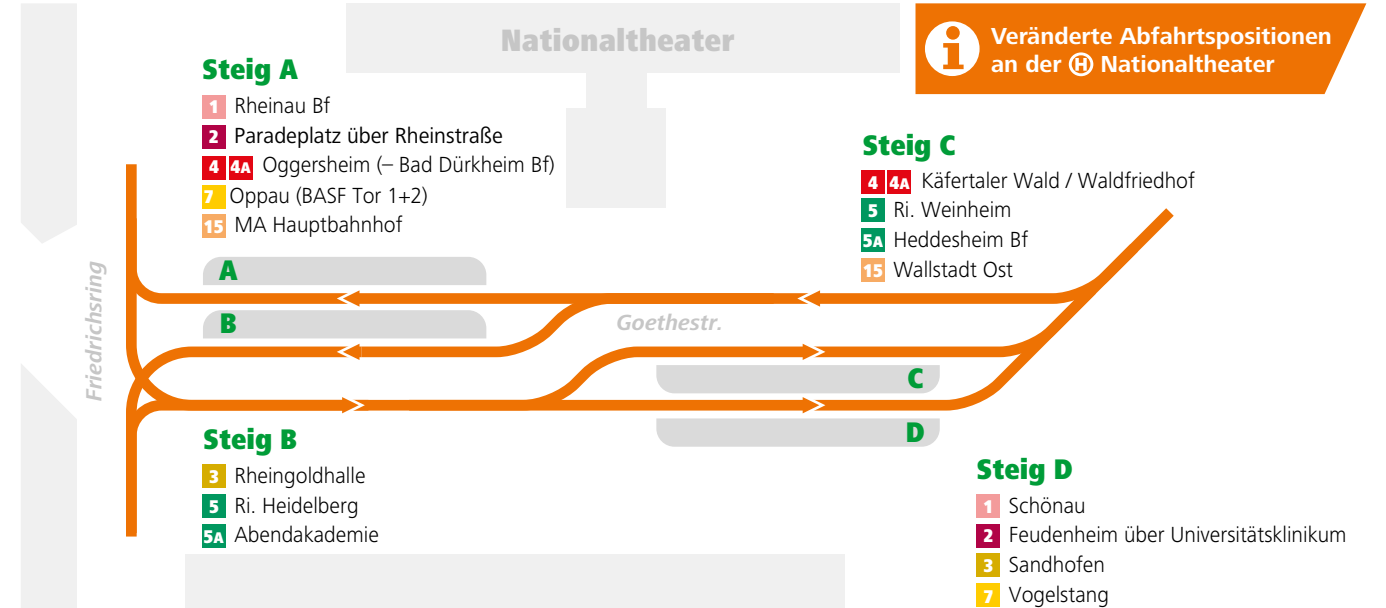 Nationaltheater
Veränderte Abfahrtspositionen
an der H Nationaltheater
Steig A
1 Rheinau Bf
2 Paradeplatz über Rheinstraße
4 4A Oggersheim (– Bad Dürkheim Bf)
7 Oppau (BASF Tor 1+2)
15 MA Hauptbahnhof
Steig C
4 4A Käfertaler Wald / Waldfriedhof
5 Ri. Weinheim
5A Heddesheim Bf
15 Wallstadt Ost
Friedrichsring
A
B
Goethestr.
C
D
Steig B
3 Rheingoldhalle
5 Ri. Heidelberg
5A Abendakademie
Steig D
1 Schönau
2 Feudenheim über Universitätsklinikum
3 Sandhofen
7 Vogelstang